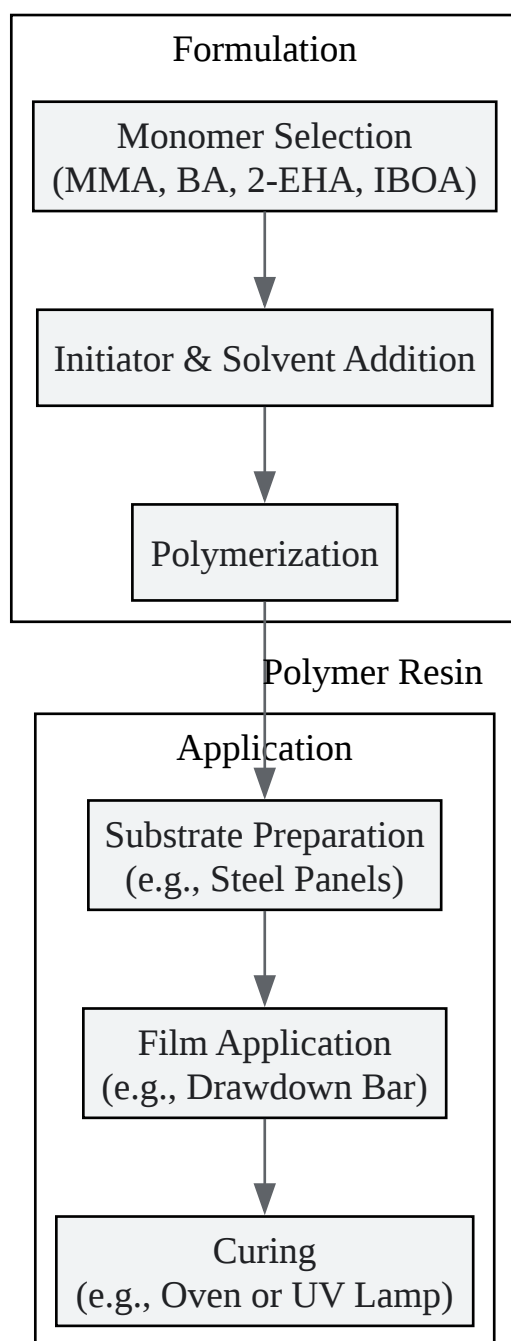 Formulation
Monomer Selection
(MMA, BA, 2-EHA, IBOA)
Initiator & Solvent Addition
Polymerization
Polymer Resin
Application
Substrate Preparation
(e.g., Steel Panels)
Film Application
(e.g., Drawdown Bar)
Curing
(e.g., Oven or UV Lamp)